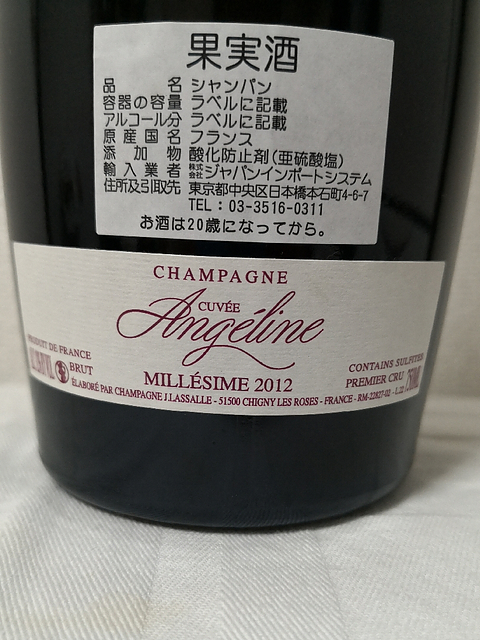 果実酒
品 名 シャンパン
容器の容量 ラベルに記載
アルコール分 ラベルに記載
原産国名 フランス
添加物 酸化防止剤(亜硫酸塩)
輸入業者 株式会社ジャパンインポートシステム
住所及引取先 東京都中央区日本橋本石町4-6-7
TEL:03-3516-0311
お酒は20歳になってから。
CHAMPAGNE
CUVÉE
Angéline
PRODUIT DE FRANCE
BRUT
MILLÉSIME 2012
CONTAINS SULFITES
PREMIER CRU 750ML
ÉLABORÉ PAR CHAMPAGNE J.LASSALLE - 51500 CHIGNY LES ROSES - FRANCE - RM-22827-02